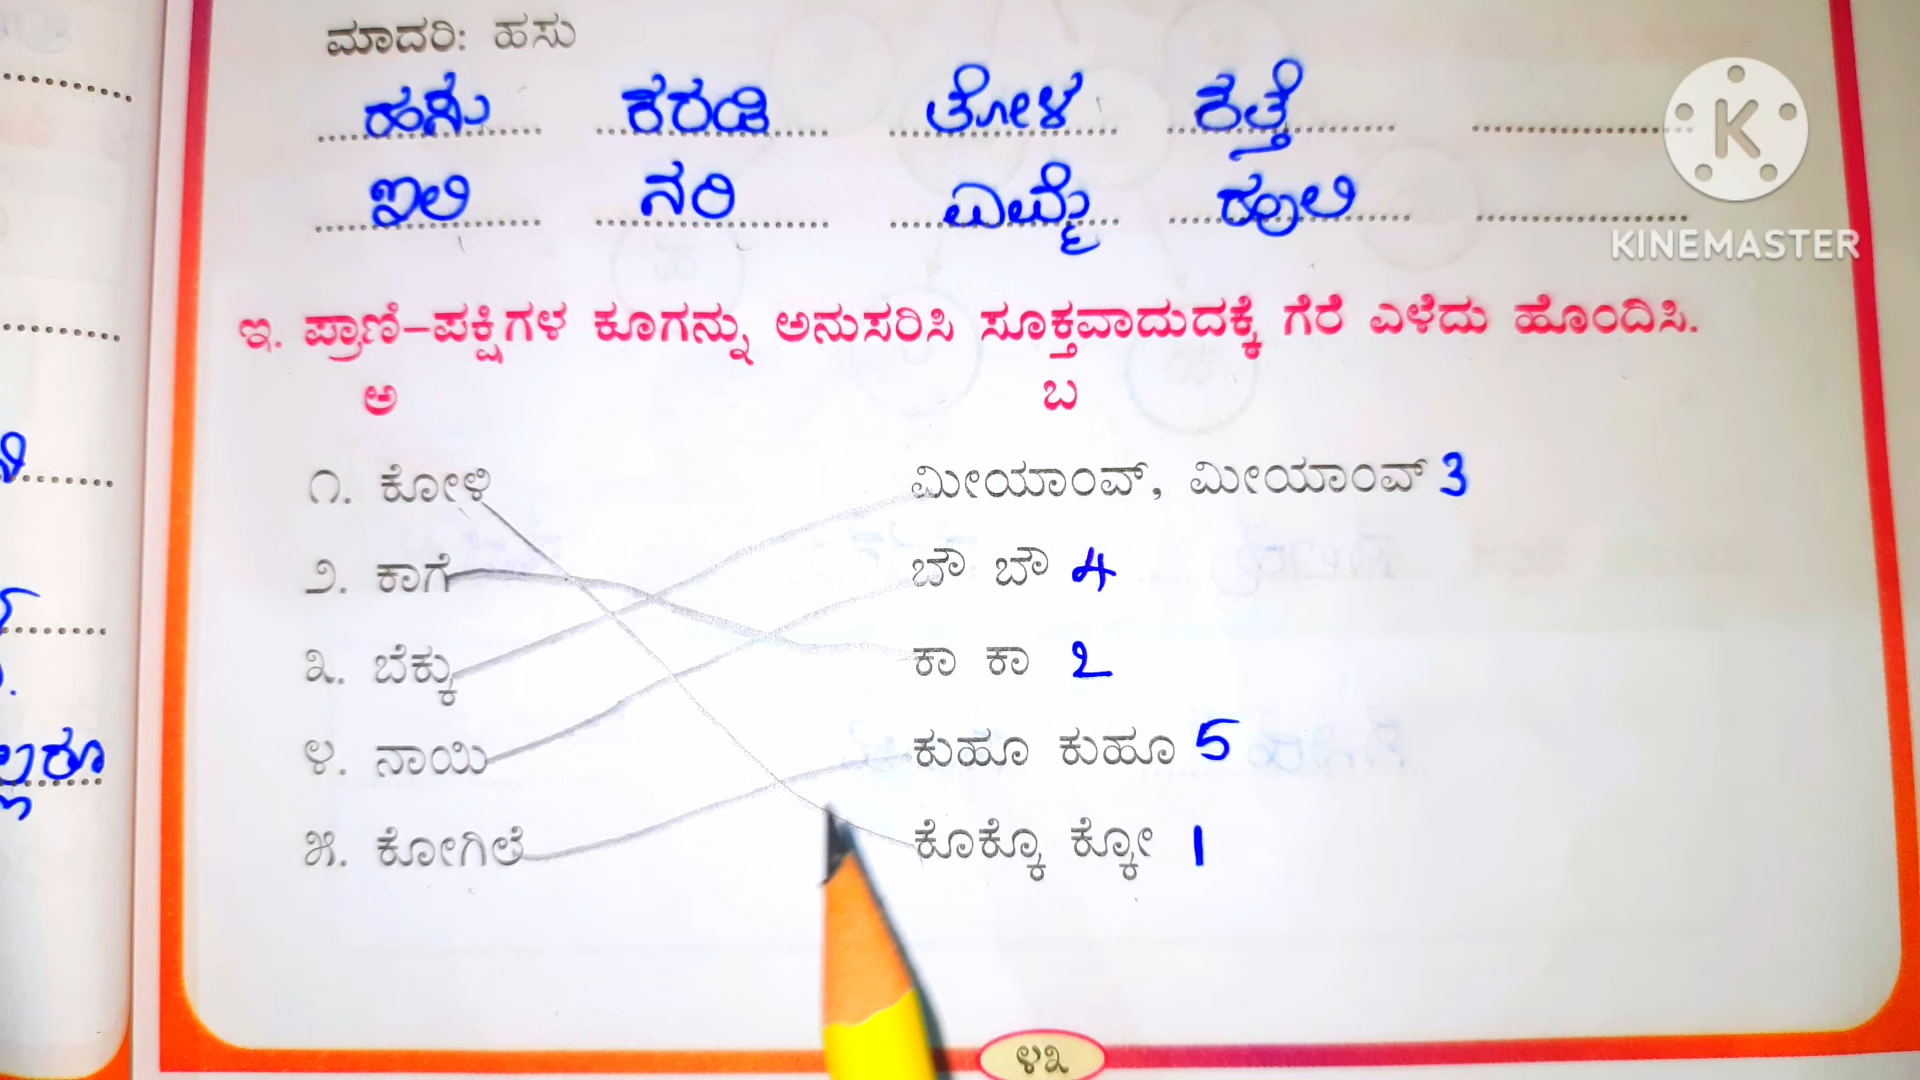 ಮಾದರಿ: ಹಸು
ಹಸು ಕರಡಿ ತೋಳ ಕತ್ತೆ
ಇಲಿ ನರಿ ಎಮ್ಮೆ ಹುಲಿ
K
KINEMASTER
ಇ. ಪ್ರಾಣಿ-ಪಕ್ಷಿಗಳ ಕೂಗನ್ನು ಅನುಸರಿಸಿ ಸೂಕ್ತವಾದುದಕ್ಕೆ ಗೆರೆ ಎಳೆದು ಹೊಂದಿಸಿ.
ಅ ಬ
೧. ಕೋಳಿ ಮೀಯಾಂವ್, ಮೀಯಾಂವ್ 3
೨. ಕಾಗೆ ಬೌ ಬೌ 4
೩. ಬೆಕ್ಕು ಕಾ ಕಾ 2
೪. ನಾಯಿ ಕುಹೂ ಕುಹೂ 5
೫. ಕೋಗಿಲೆ ಕೊಕ್ಕೊ ಕ್ಕೋ 1
೪೩